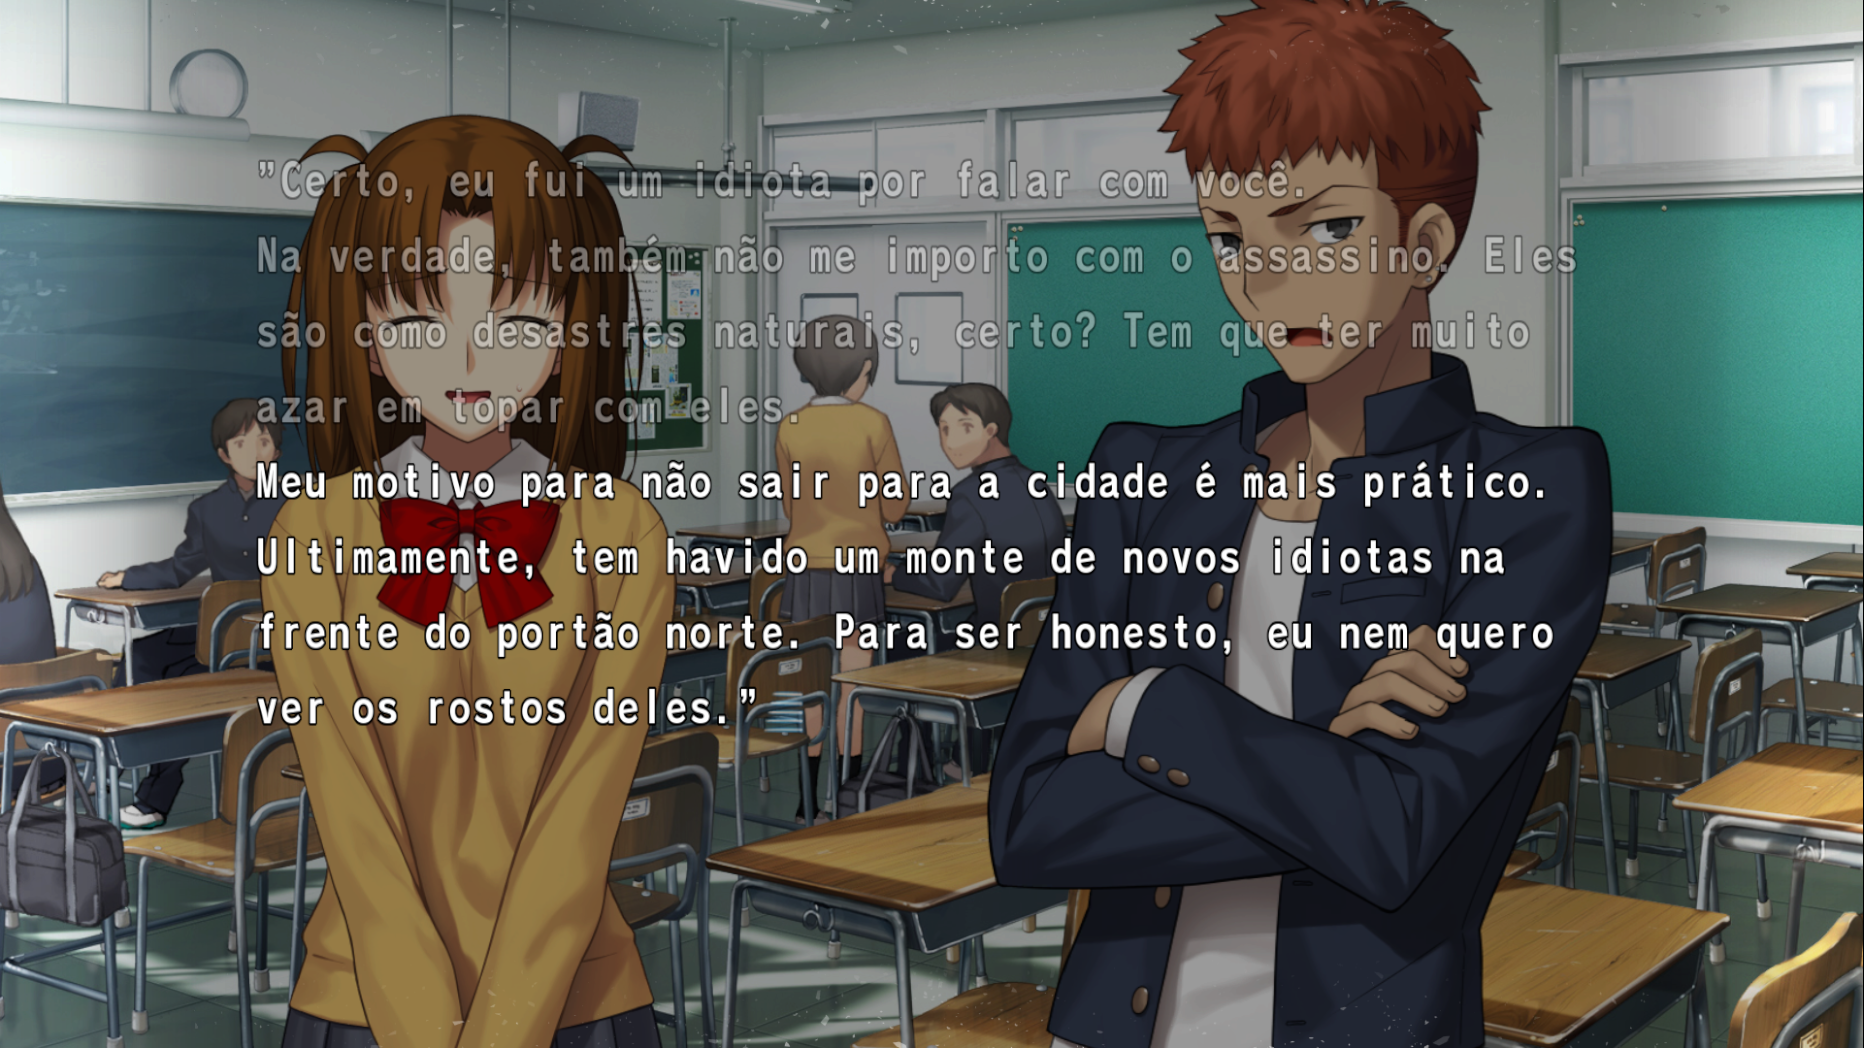 "Certo, eu fui um idiota por falar com você.
Na verdade, também não me importo com o assassino. Eles
são como desastres naturais, certo? Tem que ter muito
azar em topar com eles.
Meu motivo para não sair para a cidade é mais prático.
Ultimamente, tem havido um monte de novos idiotas na
frente do portão norte. Para ser honesto, eu nem quero
ver os rostos deles."